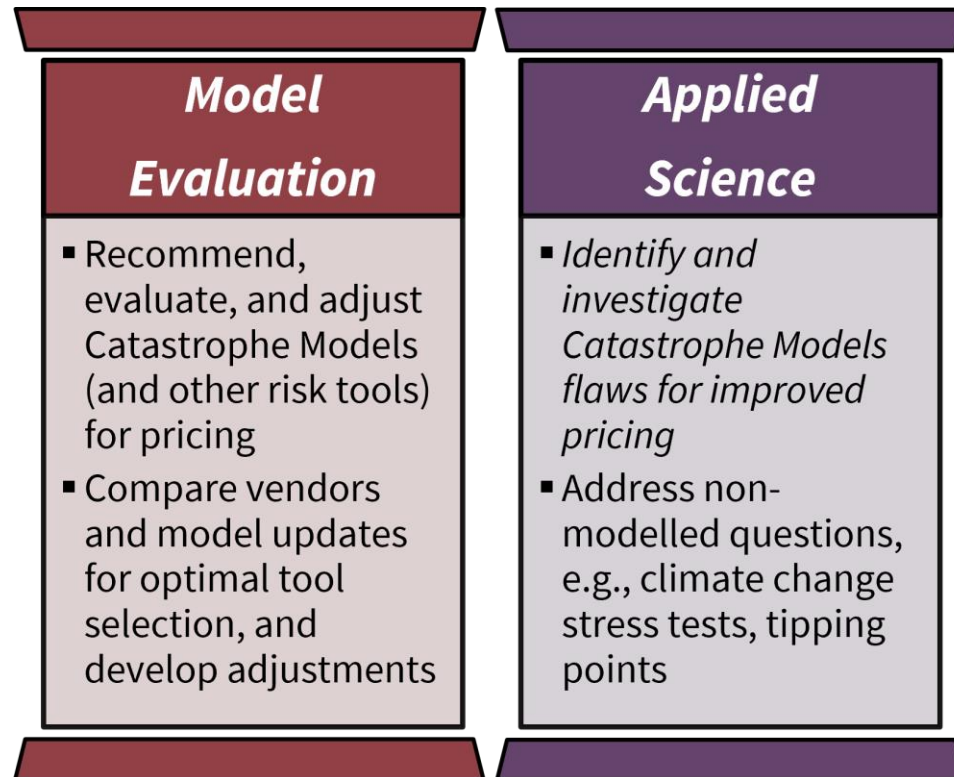 Model
Evaluation
▪ Recommend,
evaluate, and adjust
Catastrophe Models
(and other risk tools)
for pricing
▪ Compare vendors
and model updates
for optimal tool
selection, and
develop adjustments
Applied
Science
▪ Identify and
investigate
Catastrophe Models
flaws for improved
pricing
▪ Address non-
modelled questions,
e.g., climate change
stress tests, tipping
points